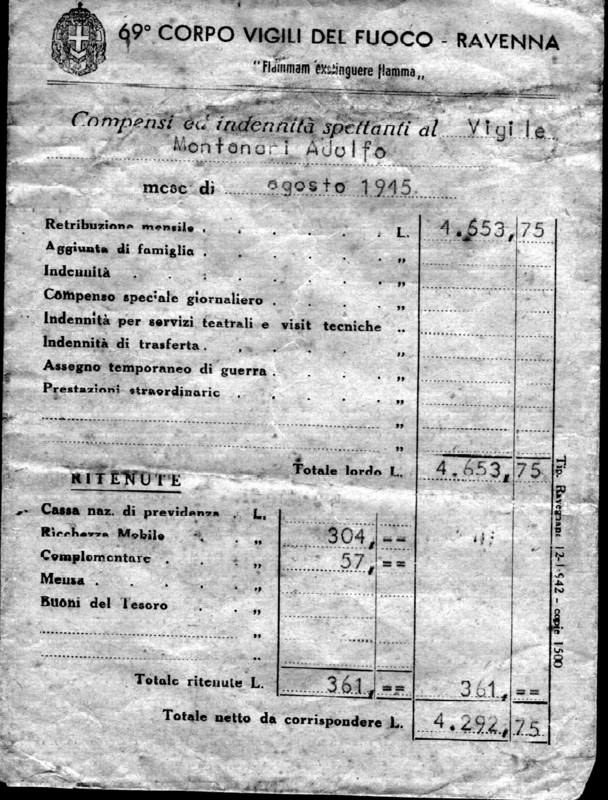 69° CORPO VIGILI DEL FUOCO - RAVENNA
"Flammam exstinguere flamma„
Compensi ed indennità spettanti al Vigile
Montanari Adolfo
mese di agosto 1945.
Retribuzione mensile . L. 4.653,75
Aggiunta di famiglia . „
Indennità . „
Compenso speciale giornaliero . „
Indennità per servizi teatrali e visit tecniche „
Indennità di trasferta . „
Assegno temporaneo di guerra . „
Prestazioni straordinarie . „
„
„
Totale lordo L. 4.653,75
RITENUTE
Cassa naz. di previdenza . L.
Ricchezza Mobile „ 304,==
Complementare . „ 57,==
Mensa . „
Buoni del Tesoro . „
„
„
Totale ritenute L. 361,== 361,==
Totale netto da corrispondere L. 4.292,75
Tip. Ravegnana 12-1942 - copie 1500